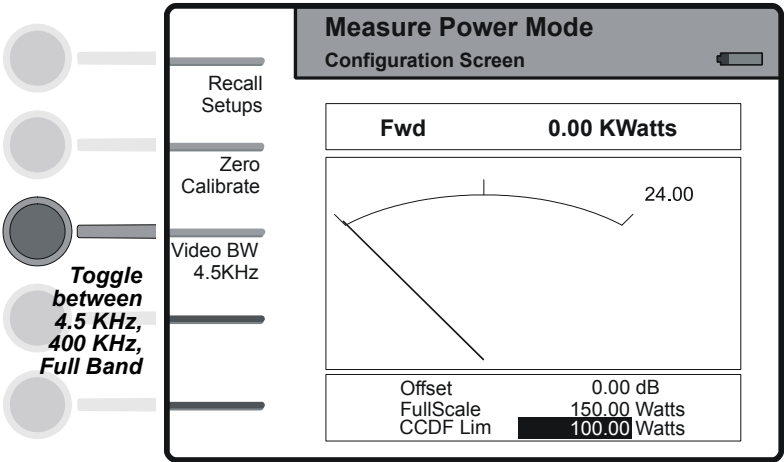 Measure Power Mode
Configuration Screen
Recall
Setups
Zero
Calibrate
Video BW
4.5KHz
Toggle
between
4.5 KHz,
400 KHz,
Full Band
Fwd 0.00 KWatts
24.00
Offset 0.00 dB
FullScale 150.00 Watts
CCDF Lim 100.00 Watts